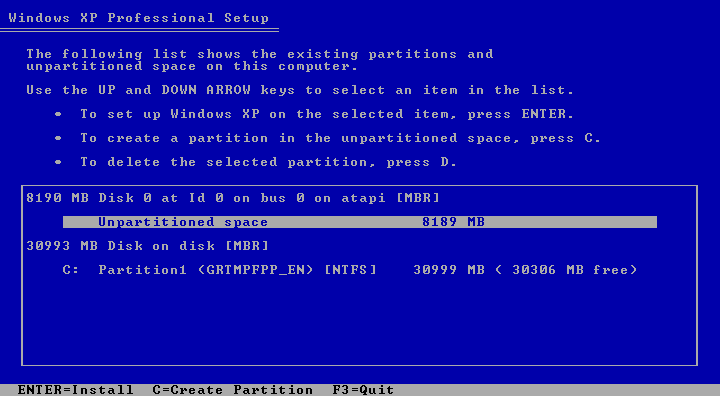 Windows XP Professional Setup
The following list shows the existing partitions and
unpartitioned space on this computer.
Use the UP and DOWN ARROW keys to select an item in the list.
• To set up Windows XP on the selected item, press ENTER.
• To create a partition in the unpartitioned space, press C.
• To delete the selected partition, press D.
8190 MB Disk 0 at Id 0 on bus 0 on atapi [MBR]
Unpartitioned space 8189 MB
30993 MB Disk on disk [MBR]
C: Partition1 (GRTMPFPP_EN) [NTFS] 30999 MB ( 30306 MB free)
ENTER=Install C=Create Partition F3=Quit